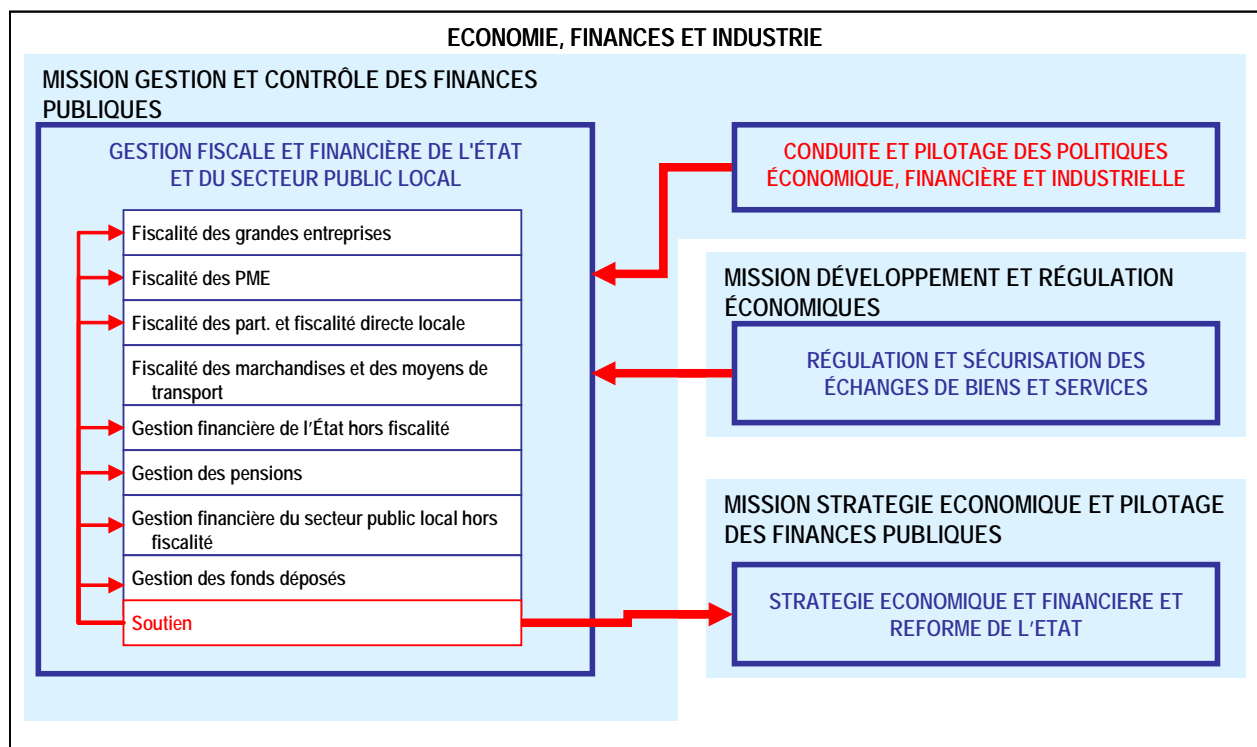 ECONOMIE, FINANCES ET INDUSTRIE
MISSION GESTION ET CONTRÔLE DES FINANCES
PUBLIQUES
GESTION FISCALE ET FINANCIÈRE DE L'ÉTAT
ET DU SECTEUR PUBLIC LOCAL
Fiscalité des grandes entreprises
Fiscalité des PME
Fiscalité des part. et fiscalité directe locale
Fiscalité des marchandises et des moyens de
transport
Gestion financière de l'État hors fiscalité
Gestion des pensions
Gestion financière du secteur public local hors
fiscalité
Gestion des fonds déposés
Soutien
CONDUITE ET PILOTAGE DES POLITIQUES
ÉCONOMIQUE, FINANCIÈRE ET INDUSTRIELLE
MISSION DÉVELOPPEMENT ET RÉGULATION
ÉCONOMIQUES
RÉGULATION ET SÉCURISATION DES
ÉCHANGES DE BIENS ET SERVICES
MISSION STRATEGIE ECONOMIQUE ET PILOTAGE
DES FINANCES PUBLIQUES
STRATEGIE ECONOMIQUE ET FINANCIERE ET
REFORME DE L'ETAT